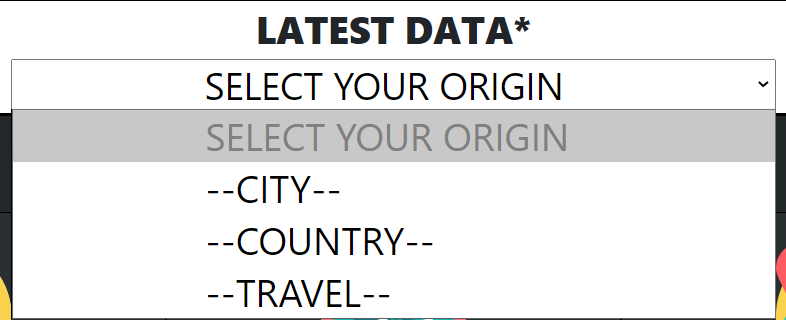 LATEST DATA*
SELECT YOUR ORIGIN
SELECT YOUR ORIGIN
--CITY--
--COUNTRY--
--TRAVEL--